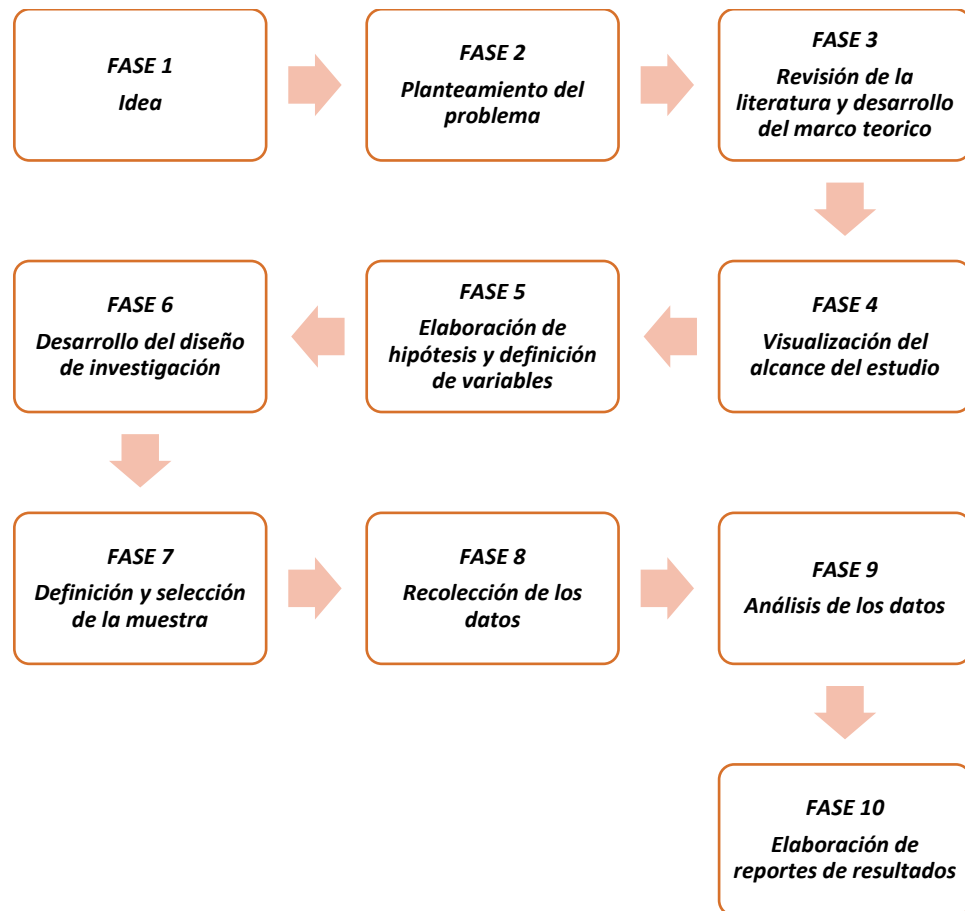 FASE 1
Idea
FASE 2
Planteamiento del
problema
FASE 3
Revisión de la
literatura y desarrollo
del marco teorico
FASE 4
Visualización del
alcance del estudio
FASE 5
Elaboración de
hipótesis y definición
de variables
FASE 6
Desarrollo del diseño
de investigación
FASE 7
Definición y selección
de la muestra
FASE 8
Recolección de los
datos
FASE 9
Análisis de los datos
FASE 10
Elaboración de
reportes de resultados